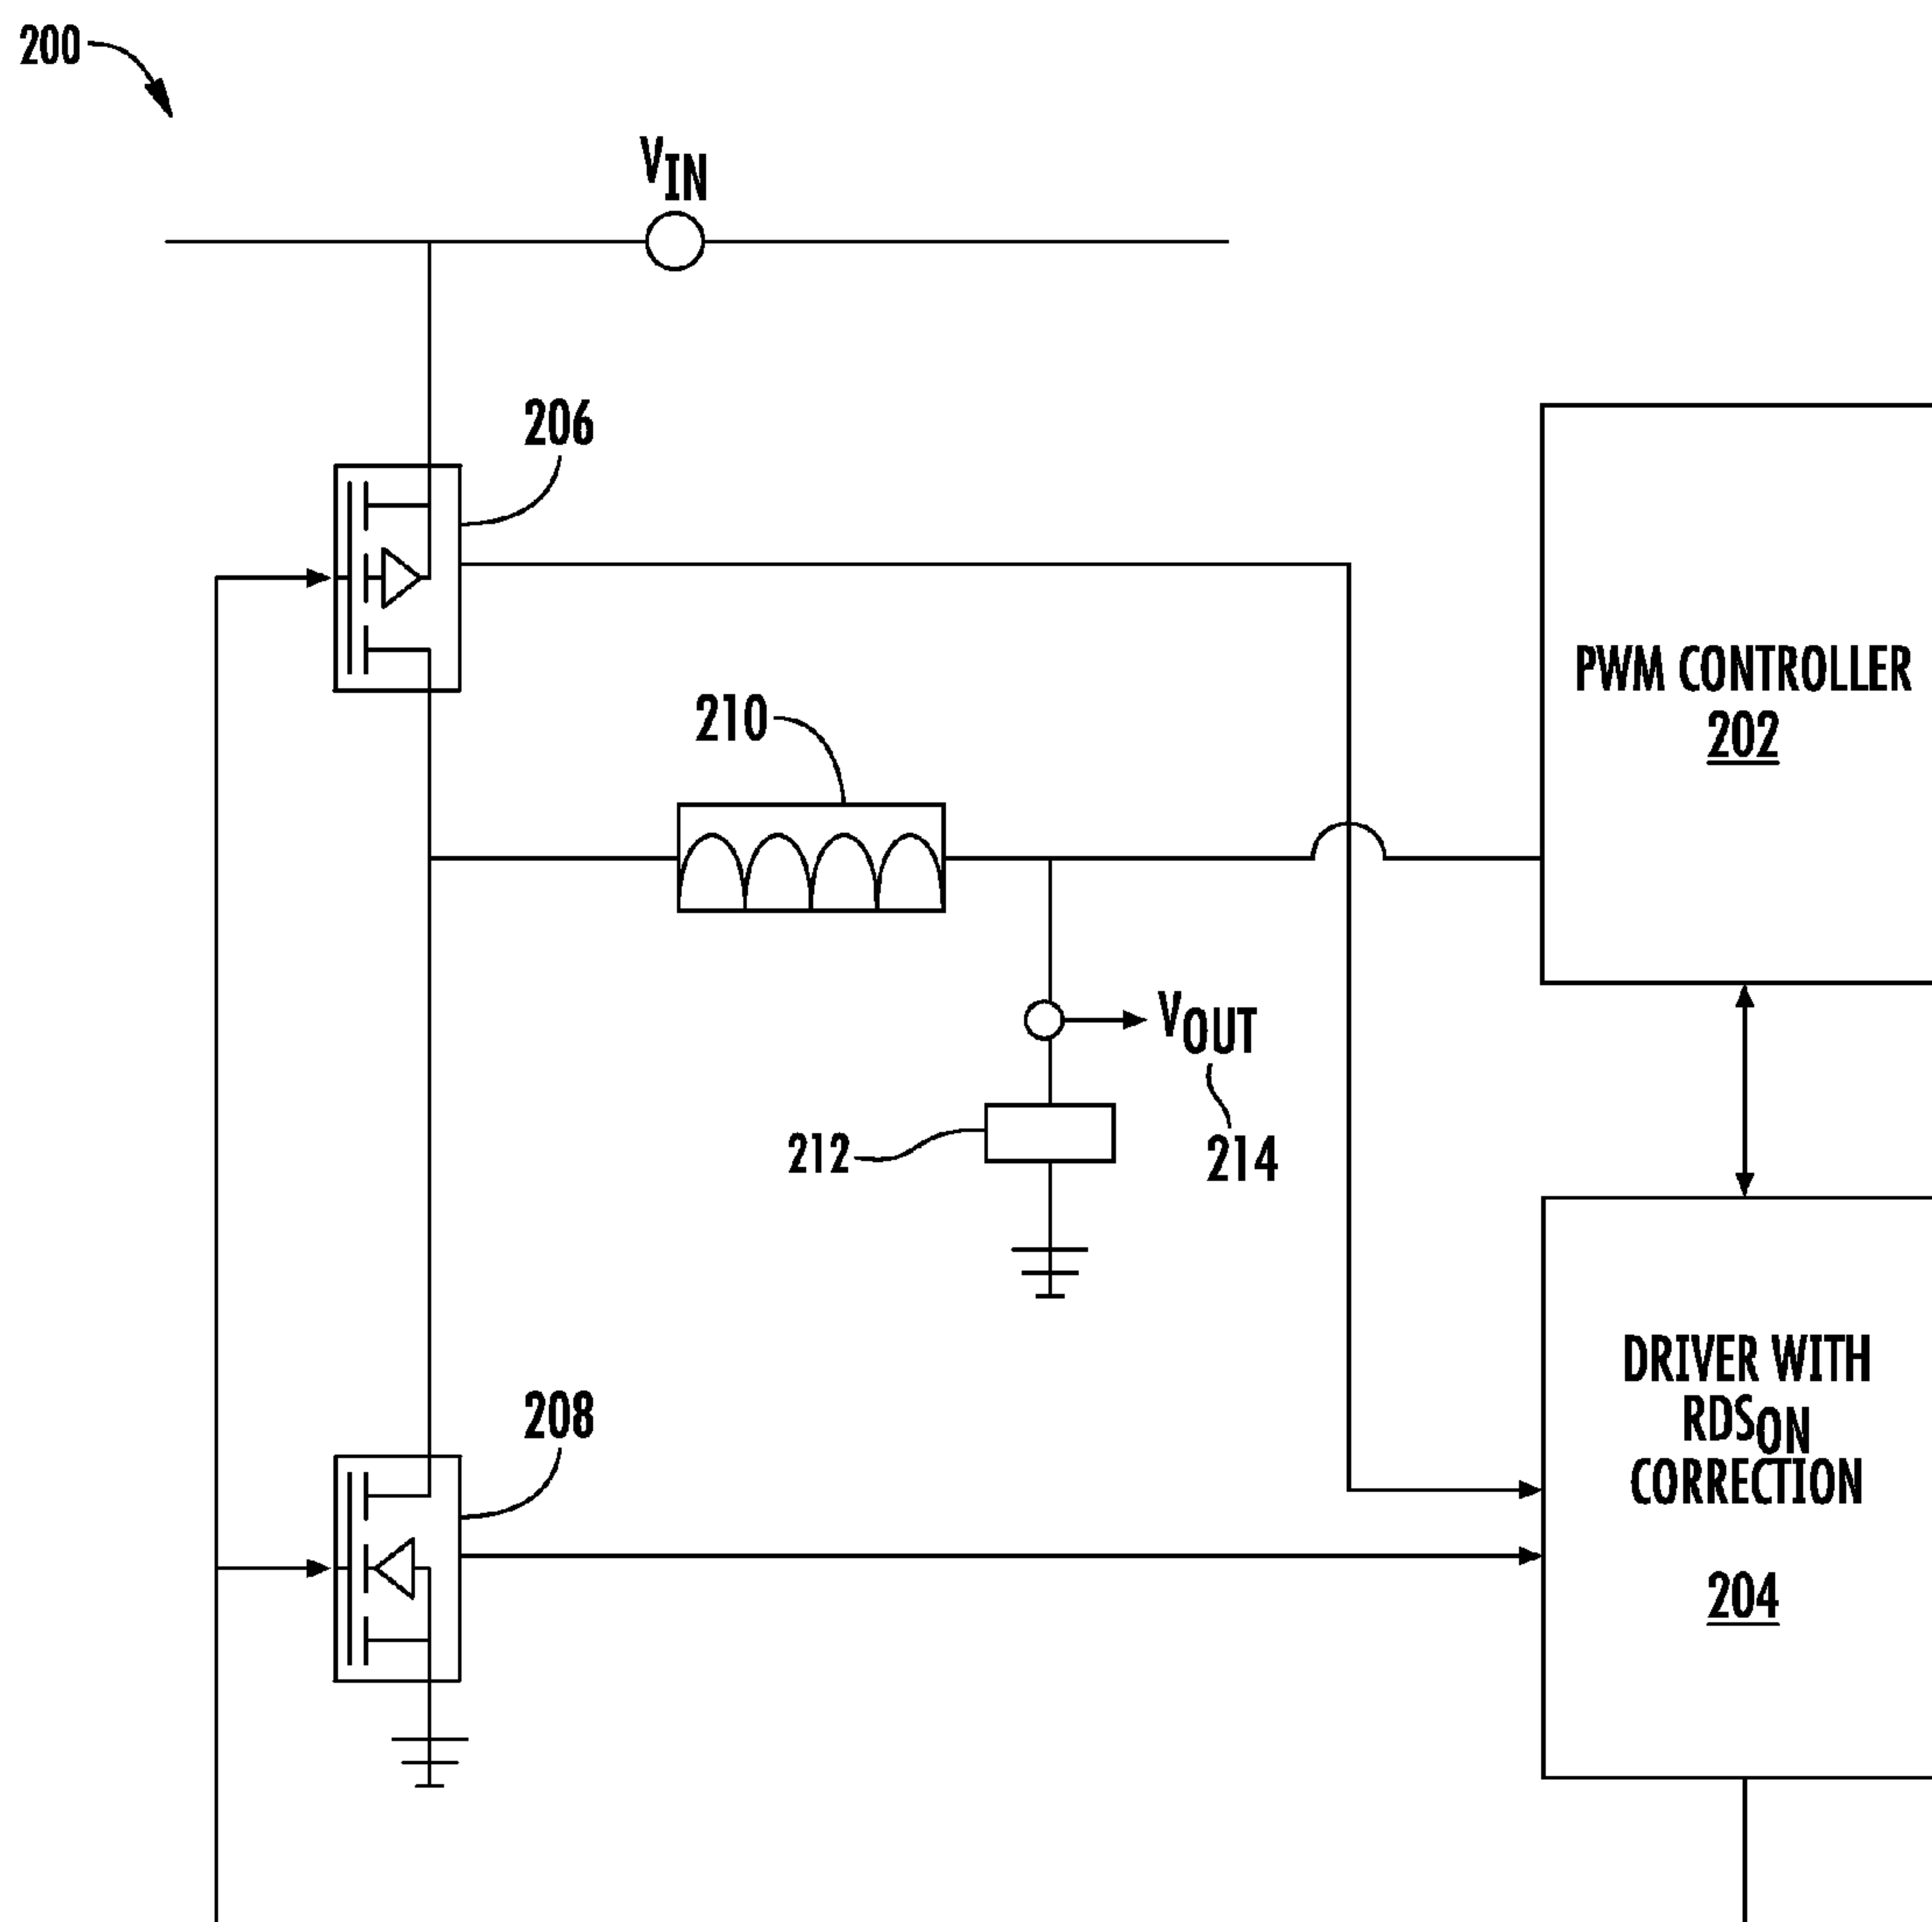 200
VIN
206
PWM CONTROLLER
202
210
VOUT
212
214
DRIVER WITH
RDSON
CORRECTION
204
208